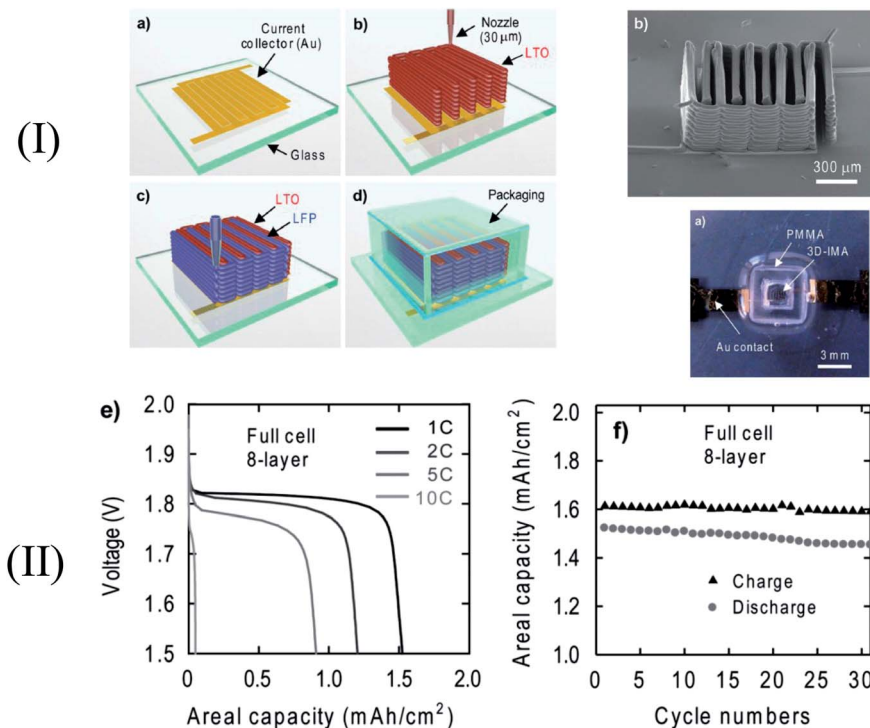 (I)
a)
Current
collector (Au)
Glass
b)
Nozzle
(30 μm)
LTO
c)
LTO
LFP
d)
Packaging
b)
300 μm
a)
PMMA
3D-IMA
Au contact
3 mm
(II)
e)
Full cell
8-layer
1C
2C
5C
10C
2.0
1.9
1.8
1.7
1.6
1.5
Voltage (V)
0
0.5
1.0
1.5
2.0
Areal capacity (mAh/cm²)
f)
Full cell
8-layer
Charge
Discharge
2.0
1.8
1.6
1.4
1.2
1.0
Areal capacity (mAh/cm²)
0
5
10
15
20
25
30
Cycle numbers